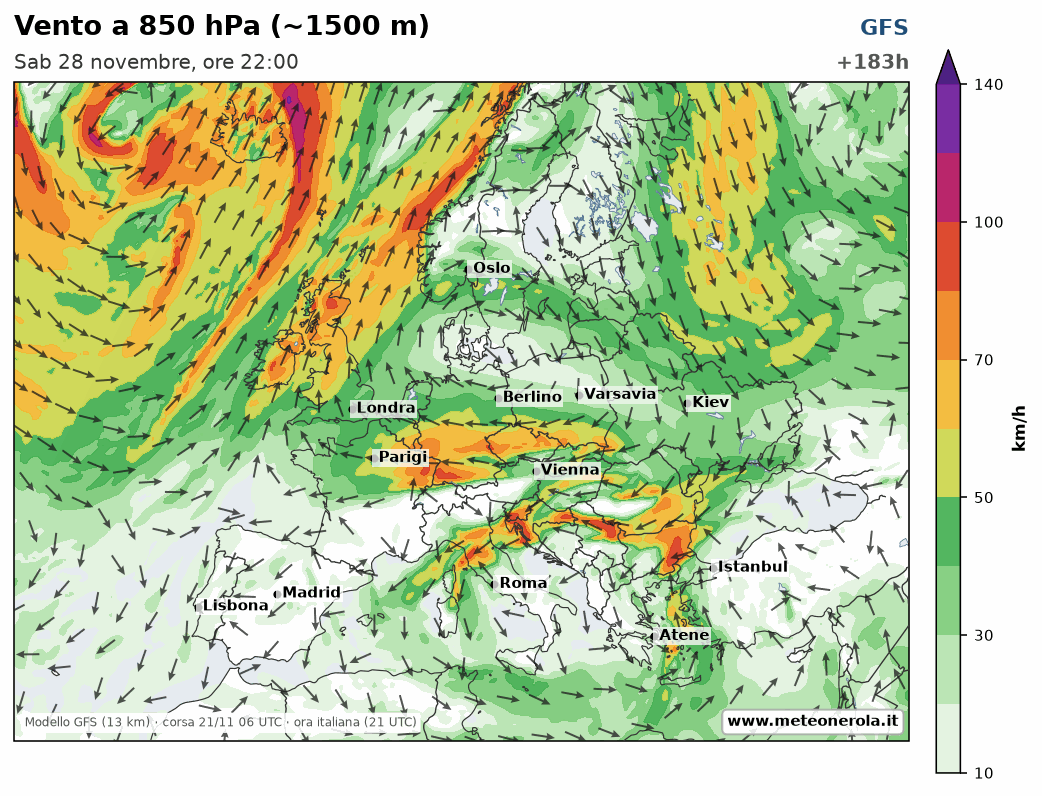 Vento a 850 hPa (~1500 m)
GFS
Sab 28 novembre, ore 22:00
+183h
140
100
70
50
30
10
km/h
Oslo
Londra
Berlino
Varsavia
Kiev
Parigi
Vienna
Istanbul
Roma
Madrid
Lisbona
Atene
Modello GFS (13 km) · corsa 21/11 06 UTC · ora italiana (21 UTC)
www.meteonerola.it